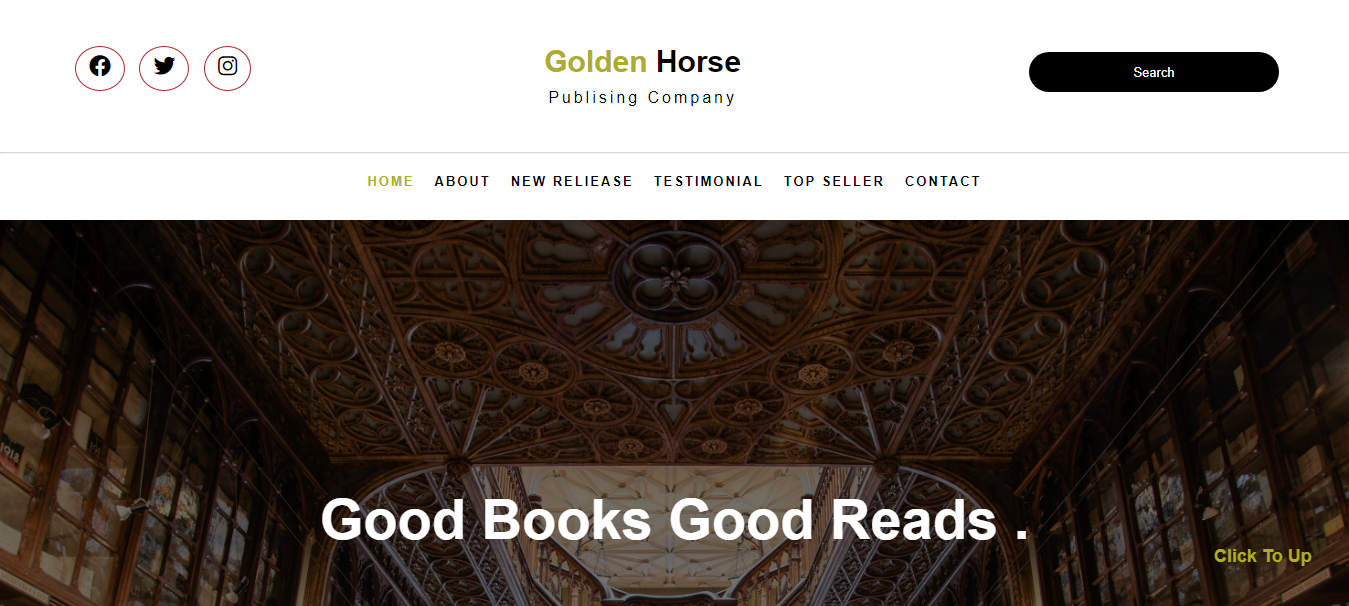 Golden Horse
Publising Company
Search
HOME ABOUT NEW RELIEASE TESTIMONIAL TOP SELLER CONTACT
Good Books Good Reads .
Click To Up